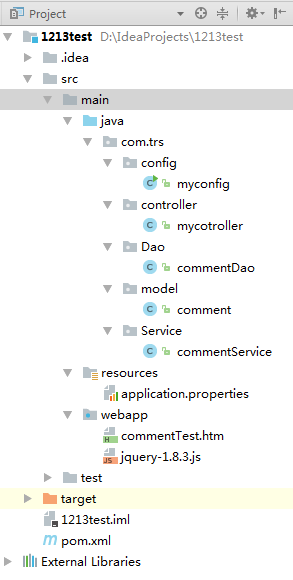 Project
1213test D:\IdeaProjects\1213test
.idea
src
main
java
com.trs
config
myconfig
controller
mycotroller
Dao
commentDao
model
comment
Service
commentService
resources
application.properties
webapp
commentTest.htm
jquery-1.8.3.js
test
target
1213test.iml
pom.xml
External Libraries